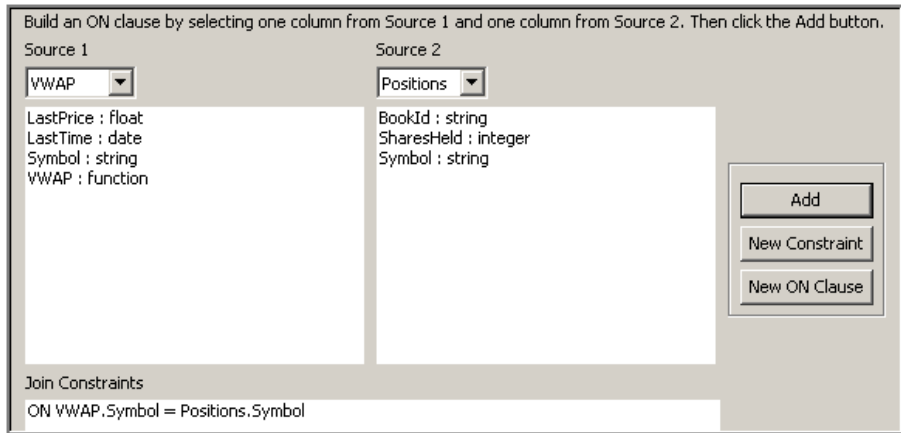 Build an ON clause by selecting one column from Source 1 and one column from Source 2. Then click the Add button.
Source 1
Source 2
VWAP
Positions
LastPrice : float
LastTime : date
Symbol : string
VWAP : function
BookId : string
SharesHeld : integer
Symbol : string
Add
New Constraint
New ON Clause
Join Constraints
ON VWAP.Symbol = Positions.Symbol